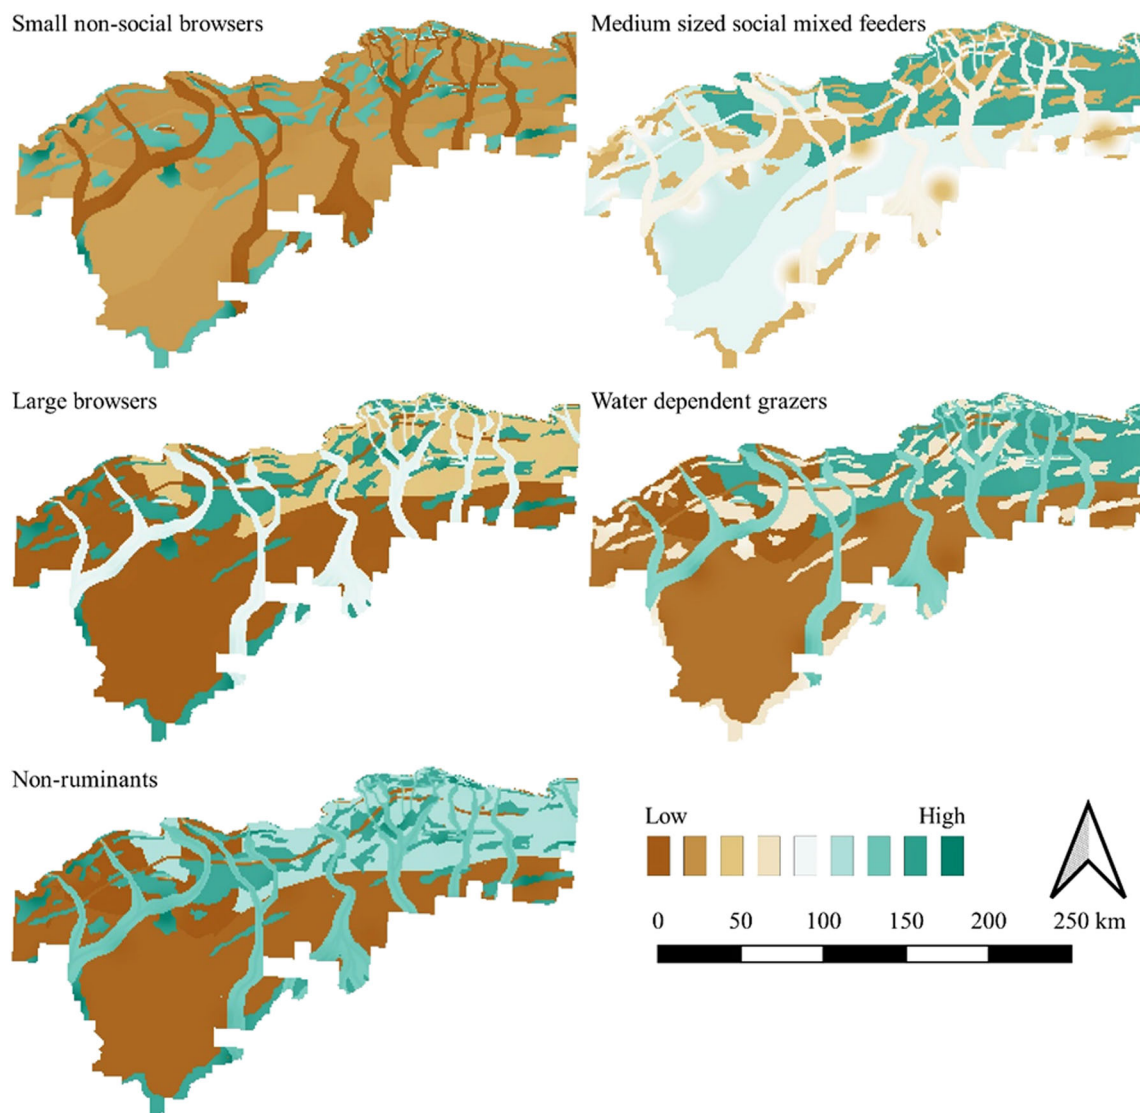 Small non-social browsers
Medium sized social mixed feeders
Large browsers
Water dependent grazers
Non-ruminants
Low High
0 50 100 150 200 250 km